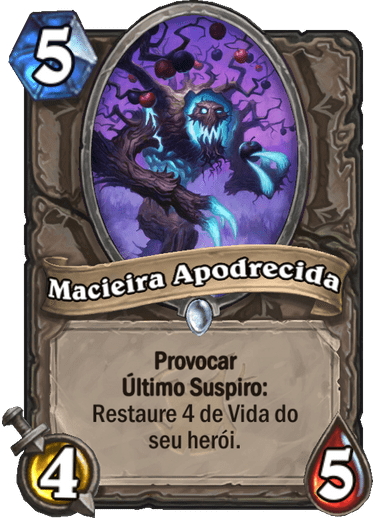 5
Macieira Apodrecida
Provocar
Último Suspiro:
Restaure 4 de Vida do
seu herói.
4
5